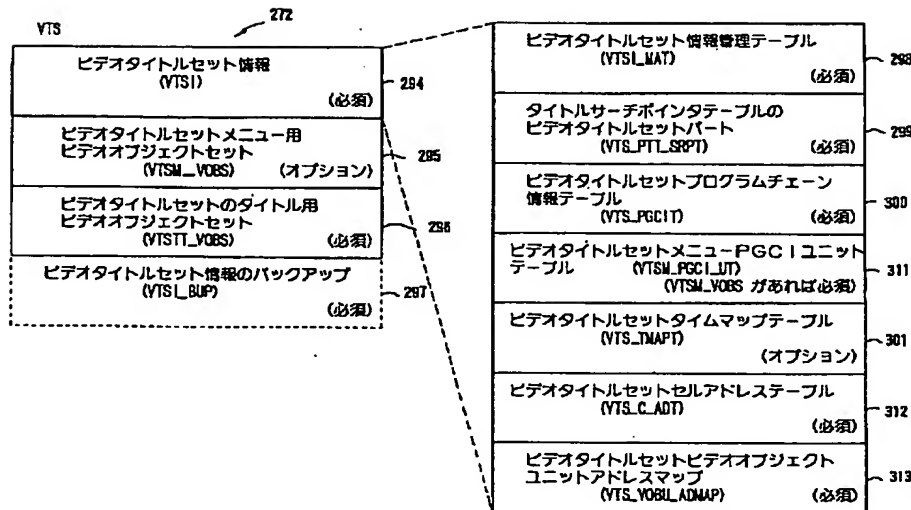 VTS
272
ビデオタイトルセット情報
(VTSI)
(必須)
294
ビデオタイトルセットメニュー用
ビデオオブジェクトセット
(VTSM_VOBS)
(オプション)
295
ビデオタイトルセットのタイトル用
ビデオオブジェクトセット
(VTSTT_VOBS)
(必須)
296
ビデオタイトルセット情報のバックアップ
(VTSI_BUP)
(必須)
297
ビデオタイトルセット情報管理テーブル
(VTSI_MAT)
(必須)
298
タイトルサーチポインタテーブルの
ビデオタイトルセットパート
(VTS_PTT_SRPT)
(必須)
299
ビデオタイトルセットプログラムチェーン
情報テーブル
(VTS_PGCIT)
(必須)
300
ビデオタイトルセットメニューPGCIユニット
テーブル (VTSM_PGCI_UT)
(VTSM_VOBS があれば必須)
311
ビデオタイトルセットタイムマップテーブル
(VTS_TMAPT)
(オプション)
301
ビデオタイトルセットセルアドレステーブル
(VTS_C_ADT)
(必須)
312
ビデオタイトルセットビデオオブジェクト
ユニットアドレスマップ
(VTS_VOBU_ADMAP)
(必須)
313